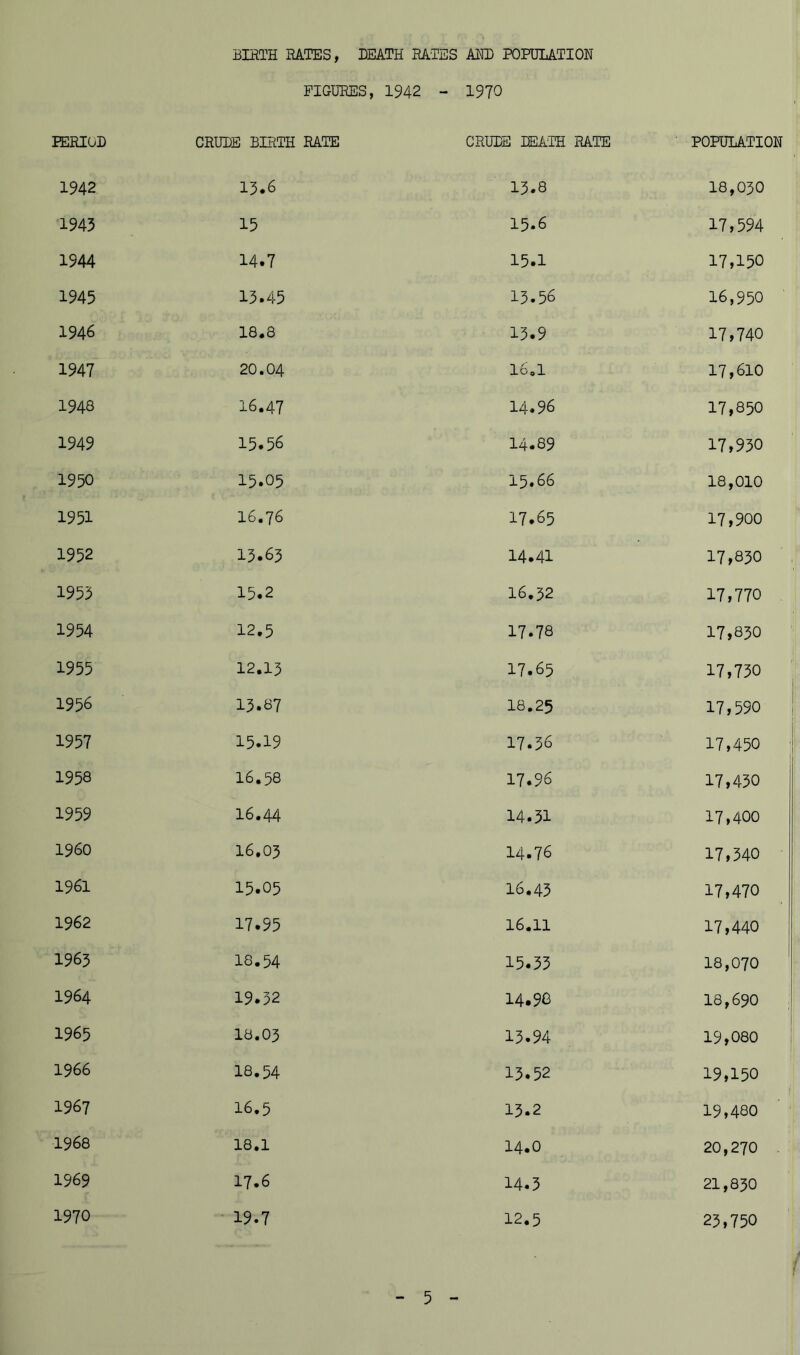 BIRTH RATES, DEATH RATES AND POPULATION
FIGURES, 1942 - 1970
PERIOD CRUDE BIRTH RATE CRUDE DEATH RATE POPULATION
1942 13.6 13.8 18,030
1943 15 15.6 17,594
1944 14.7 15.1 17,150
1945 13.45 13.56 16,950
1946 18.8 13.9 17,740
1947 20.04 16.1 17,610
1948 16.47 14.96 17,850
1949 15.56 14.89 17,930
1950 15.05 15.66 18,010
1951 16.76 17.65 17,900
1952 13.63 14.41 17,830
1953 15.2 16.32 17,770
1954 12.5 17.78 17,830
1955 12.13 17.65 17,730
1956 13.87 18.25 17,590
1957 15.19 17.36 17,450
1958 16.58 17.96 17,430
1959 16.44 14.31 17,400
1960 16.03 14.76 17,340
1961 15.05 16.43 17,470
1962 17.95 16.11 17,440
1963 18.54 15.33 18,070
1964 19.32 14.98 18,690
1965 18.03 13.94 19,080
1966 18.54 13.52 19,150
1967 16.5 13.2 19,480
1968 18.1 14.0 20,270
1969 17.6 14.3 21,830
1970 19.7 12.5 23,750
- 5 -